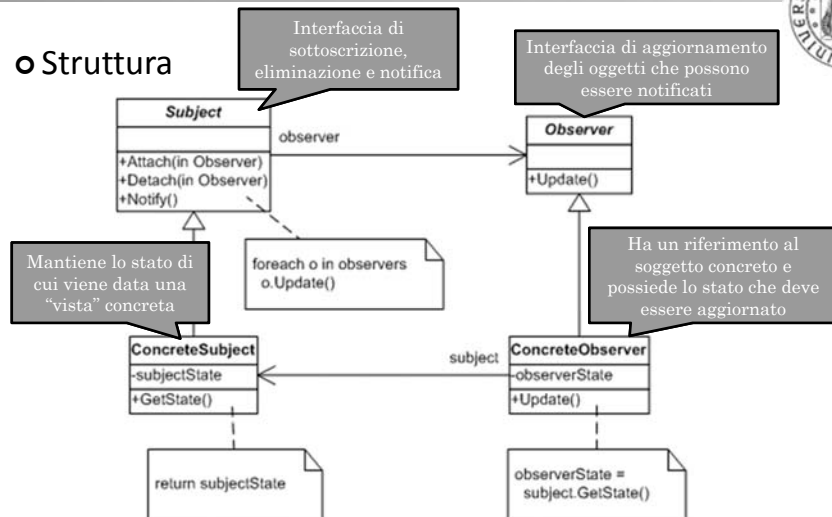 Struttura
Interfaccia di
sottoscrizione,
eliminazione e notifica
Interfaccia di aggiornamento
degli oggetti che possono
essere notificati
Subject
+Attach(in Observer)
+Detach(in Observer)
+Notify()
observer
Observer
+Update()
foreach o in observers
o.Update()
Mantiene lo stato di
cui viene data una
“vista” concreta
Ha un riferimento al
soggetto concreto e
possiede lo stato che deve
essere aggiornato
ConcreteSubject
-subjectState
+GetState()
subject
ConcreteObserver
-observerState
+Update()
return subjectState
observerState =
subject.GetState()